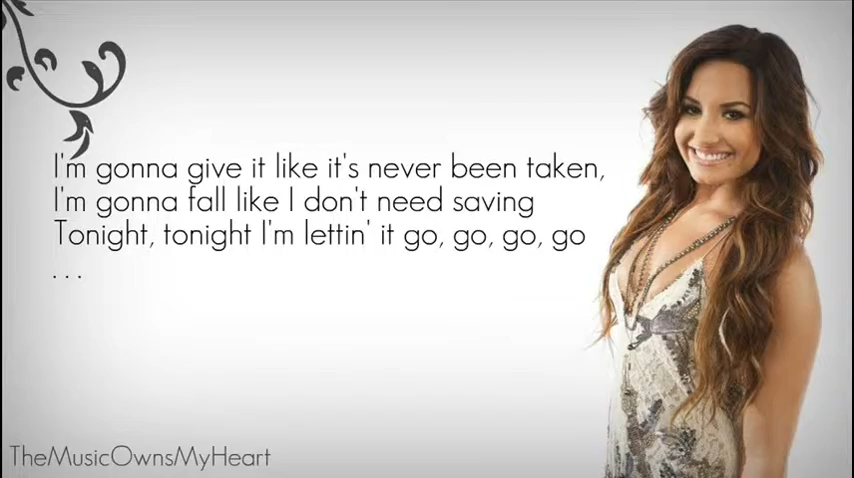 I'm gonna give it like it's never been taken,
I'm gonna fall like I don't need saving
Tonight, tonight I'm lettin' it go, go, go, go
. . .
TheMusicOwnsMyHeart